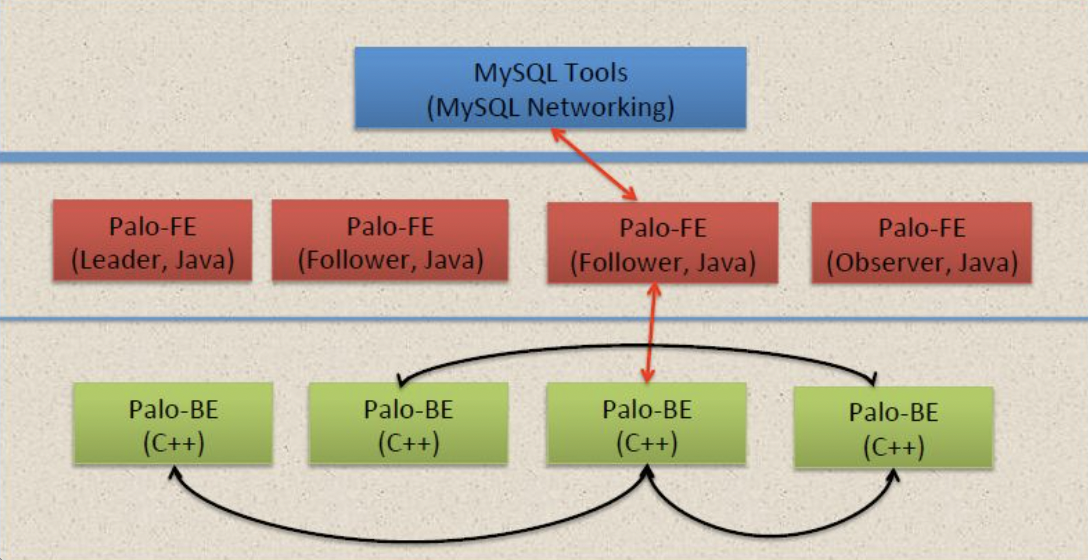 MySQL Tools
(MySQL Networking)
Palo-FE
(Leader, Java)
Palo-FE
(Follower, Java)
Palo-FE
(Follower, Java)
Palo-FE
(Observer, Java)
Palo-BE
(C++)
Palo-BE
(C++)
Palo-BE
(C++)
Palo-BE
(C++)